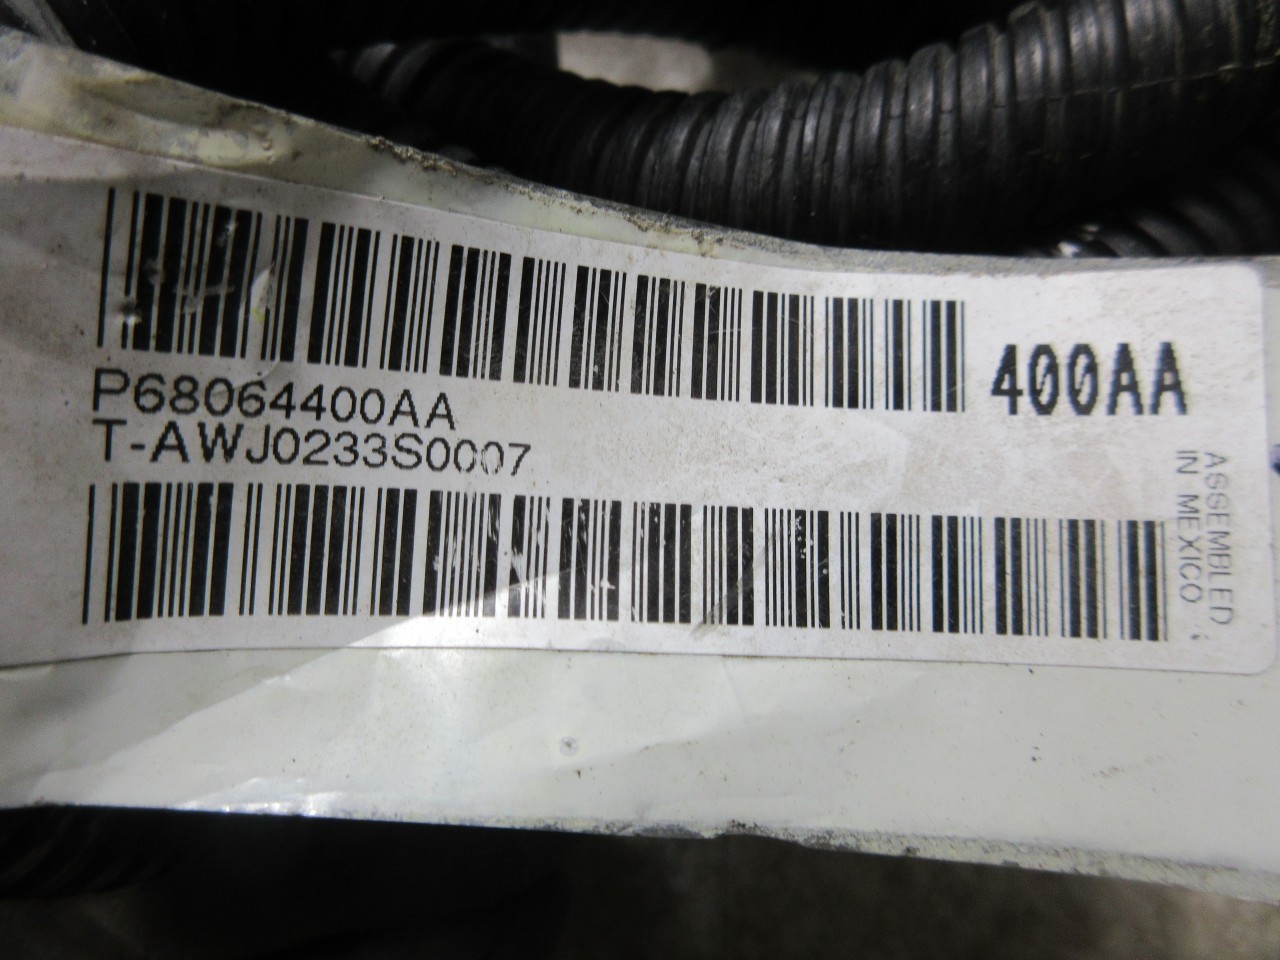 P68064400AA
T-AWJ0233S0007
400AA
ASSEMBLED
IN MEXICO